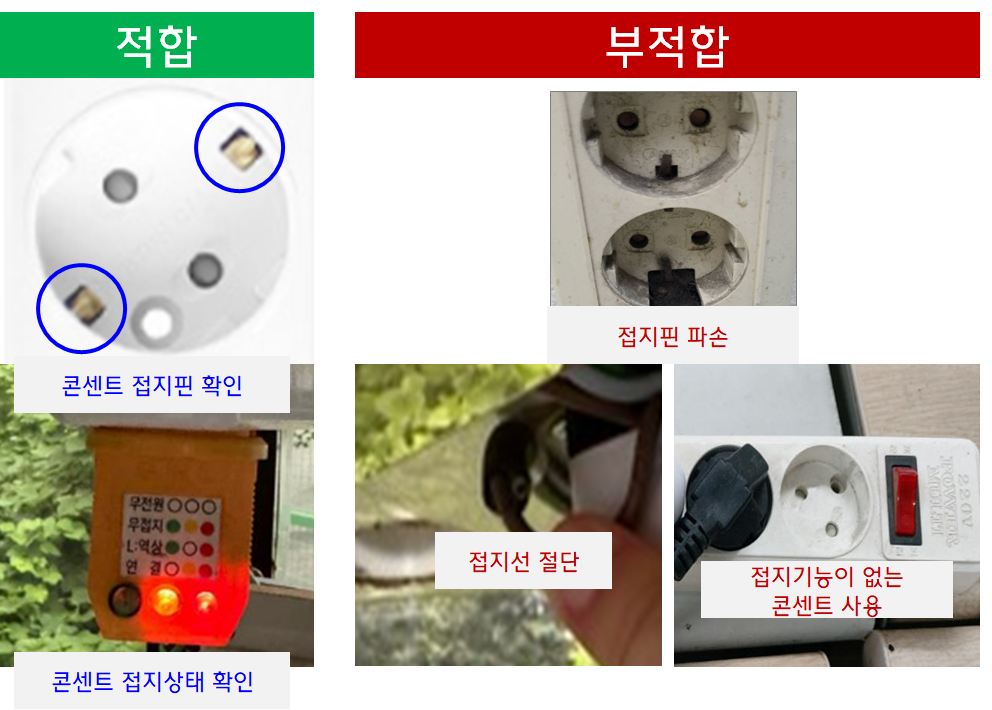 적합
부적합
콘센트 접지핀 확인
접지핀 파손
무전원
무접지
L:역상
연 결
콘센트 접지상태 확인
접지선 절단
220V
접지기능이 없는
콘센트 사용